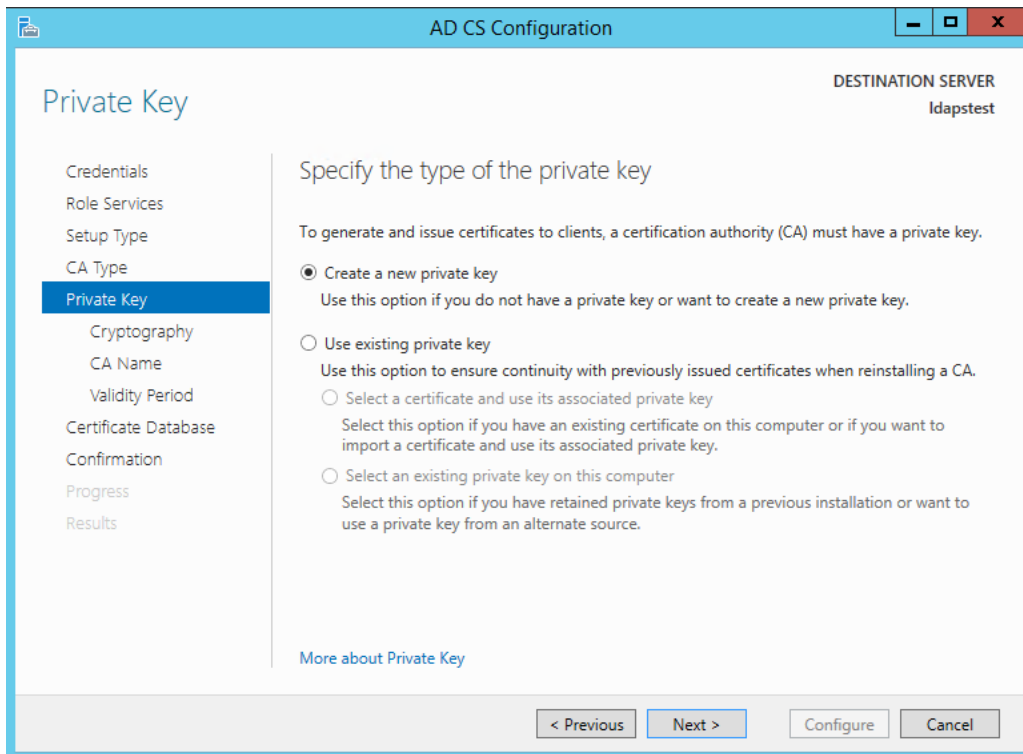 AD CS Configuration
Private Key
DESTINATION SERVER
ldapstest
Credentials
Role Services
Setup Type
CA Type
Private Key
Cryptography
CA Name
Validity Period
Certificate Database
Confirmation
Progress
Results
Specify the type of the private key
To generate and issue certificates to clients, a certification authority (CA) must have a private key.
Create a new private key
Use this option if you do not have a private key or want to create a new private key.
Use existing private key
Use this option to ensure continuity with previously issued certificates when reinstalling a CA.
Select a certificate and use its associated private key
Select this option if you have an existing certificate on this computer or if you want to
import a certificate and use its associated private key.
Select an existing private key on this computer
Select this option if you have retained private keys from a previous installation or want to
use a private key from an alternate source.
More about Private Key
< Previous
Next >
Configure
Cancel